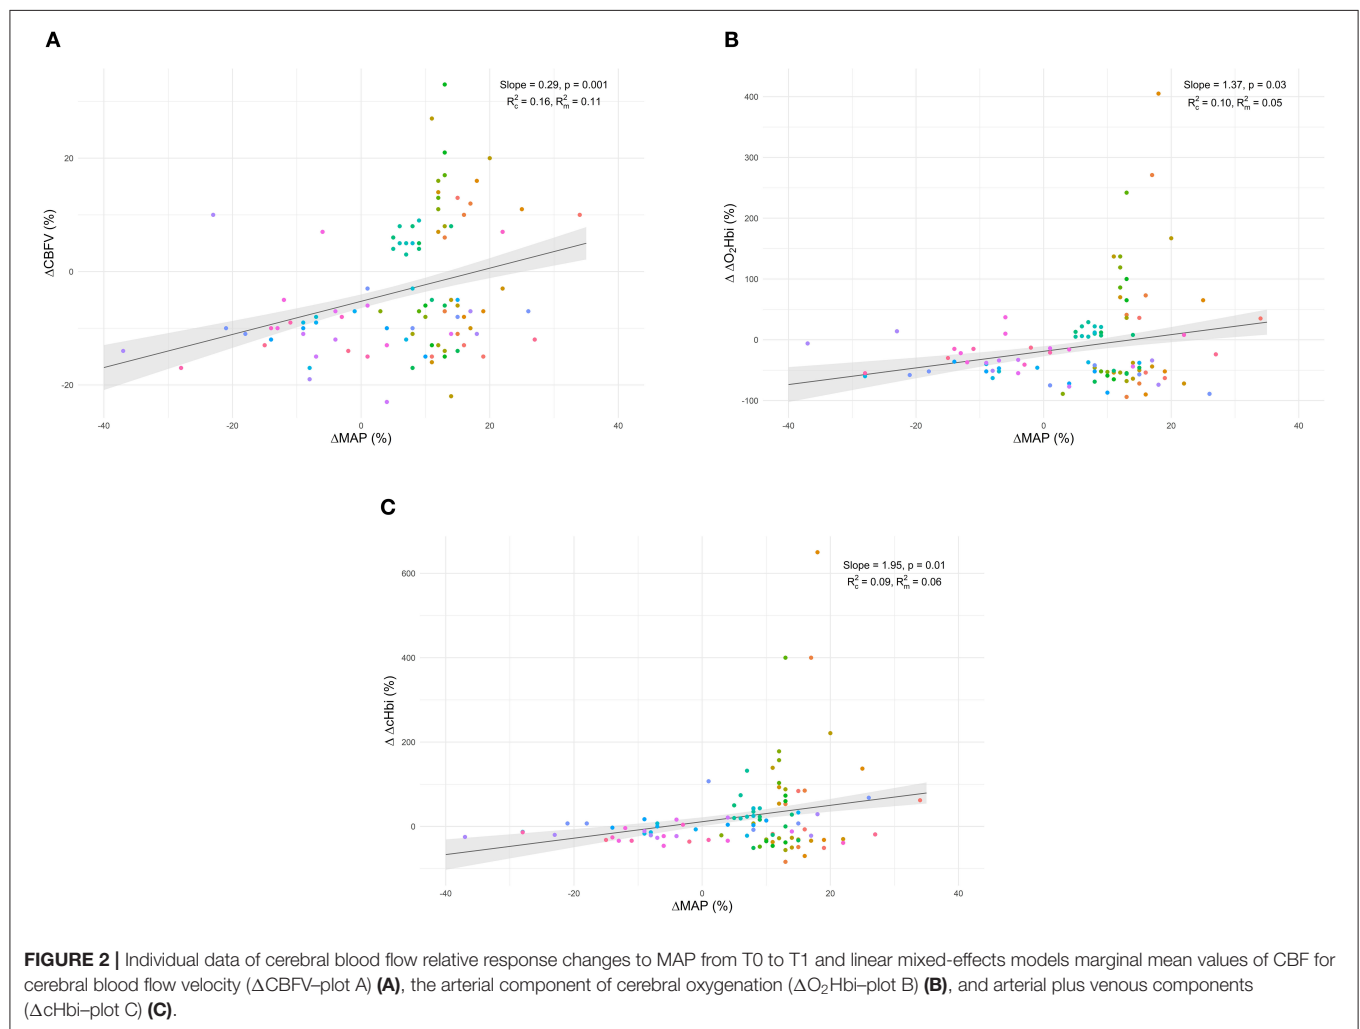 A
Slope = 0.29, p = 0.001
R²c = 0.16, R²m = 0.11
20
0
-20
ΔCBFV (%)
-40
-20
0
20
40
ΔMAP (%)
B
Slope = 1.37, p = 0.03
R²c = 0.10, R²m = 0.05
400
300
200
100
0
-100
Δ ΔO₂Hbi (%)
-40
-20
0
20
40
ΔMAP (%)
C
Slope = 1.95, p = 0.01
R²c = 0.09, R²m = 0.06
600
400
200
0
Δ ΔcHbi (%)
-40
-20
0
20
40
ΔMAP (%)
FIGURE 2 | Individual data of cerebral blood flow relative response changes to MAP from T0 to T1 and linear mixed-effects models marginal mean values of CBF for
cerebral blood flow velocity (ΔCBFV–plot A) (A), the arterial component of cerebral oxygenation (ΔO₂Hbi–plot B) (B), and arterial plus venous components
(ΔcHbi–plot C) (C).